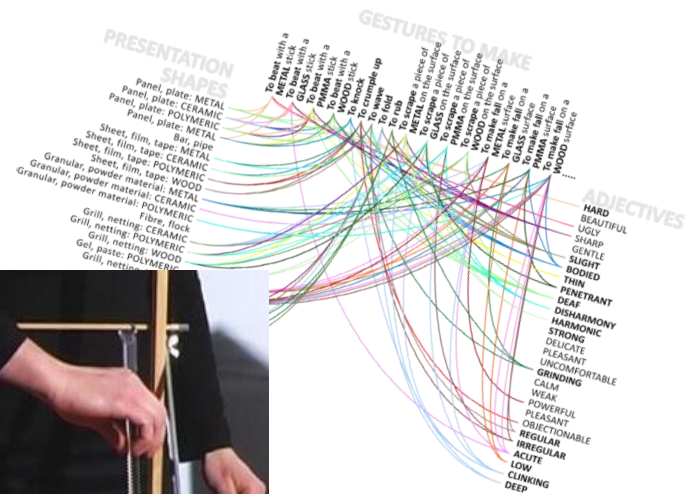 PRESENTATION
SHAPES
GESTURES TO MAKE
ADJECTIVES
Panel, plate: METAL
Panel, plate: CERAMIC
Panel, plate: POLYMERIC
Panel, plate: METAL
Bar, pipe
Sheet, film, tape: METAL
Sheet, film, tape: CERAMIC
Sheet, film, tape: POLYMERIC
Sheet, film, tape: WOOD
Granular, powder material: METAL
Granular, powder material: CERAMIC
Granular, powder material: POLYMERIC
Fibre, flock
Grill, netting: CERAMIC
Grill, netting: POLYMERIC
Grill, netting: WOOD
Gel, paste: POLYMERIC
Grill, netting
To beat with a
METAL stick
To beat with a
GLASS stick
To beat with a
PMMA stick
To beat with a
WOOD stick
To knock
To crumple up
To wave
To fold
To rub
To scrape a piece of
METAL on the surface
To scrape a piece of
GLASS on the surface
To scrape a piece of
PMMA on the surface
To scrape a piece of
WOOD on the surface
To make fall on a
METAL surface
To make fall on a
GLASS surface
To make fall on a
PMMA surface
To make fall on a
WOOD surface
.....
HARD
BEAUTIFUL
UGLY
SHARP
GENTLE
SLIGHT
BODIED
THIN
PENETRANT
DEAF
DISHARMONY
HARMONIC
STRONG
DELICATE
PLEASANT
UNCOMFORTABLE
GRINDING
CALM
WEAK
POWERFUL
PLEASANT
OBJECTIONABLE
REGULAR
IRREGULAR
ACUTE
LOW
CLINKING
DEEP